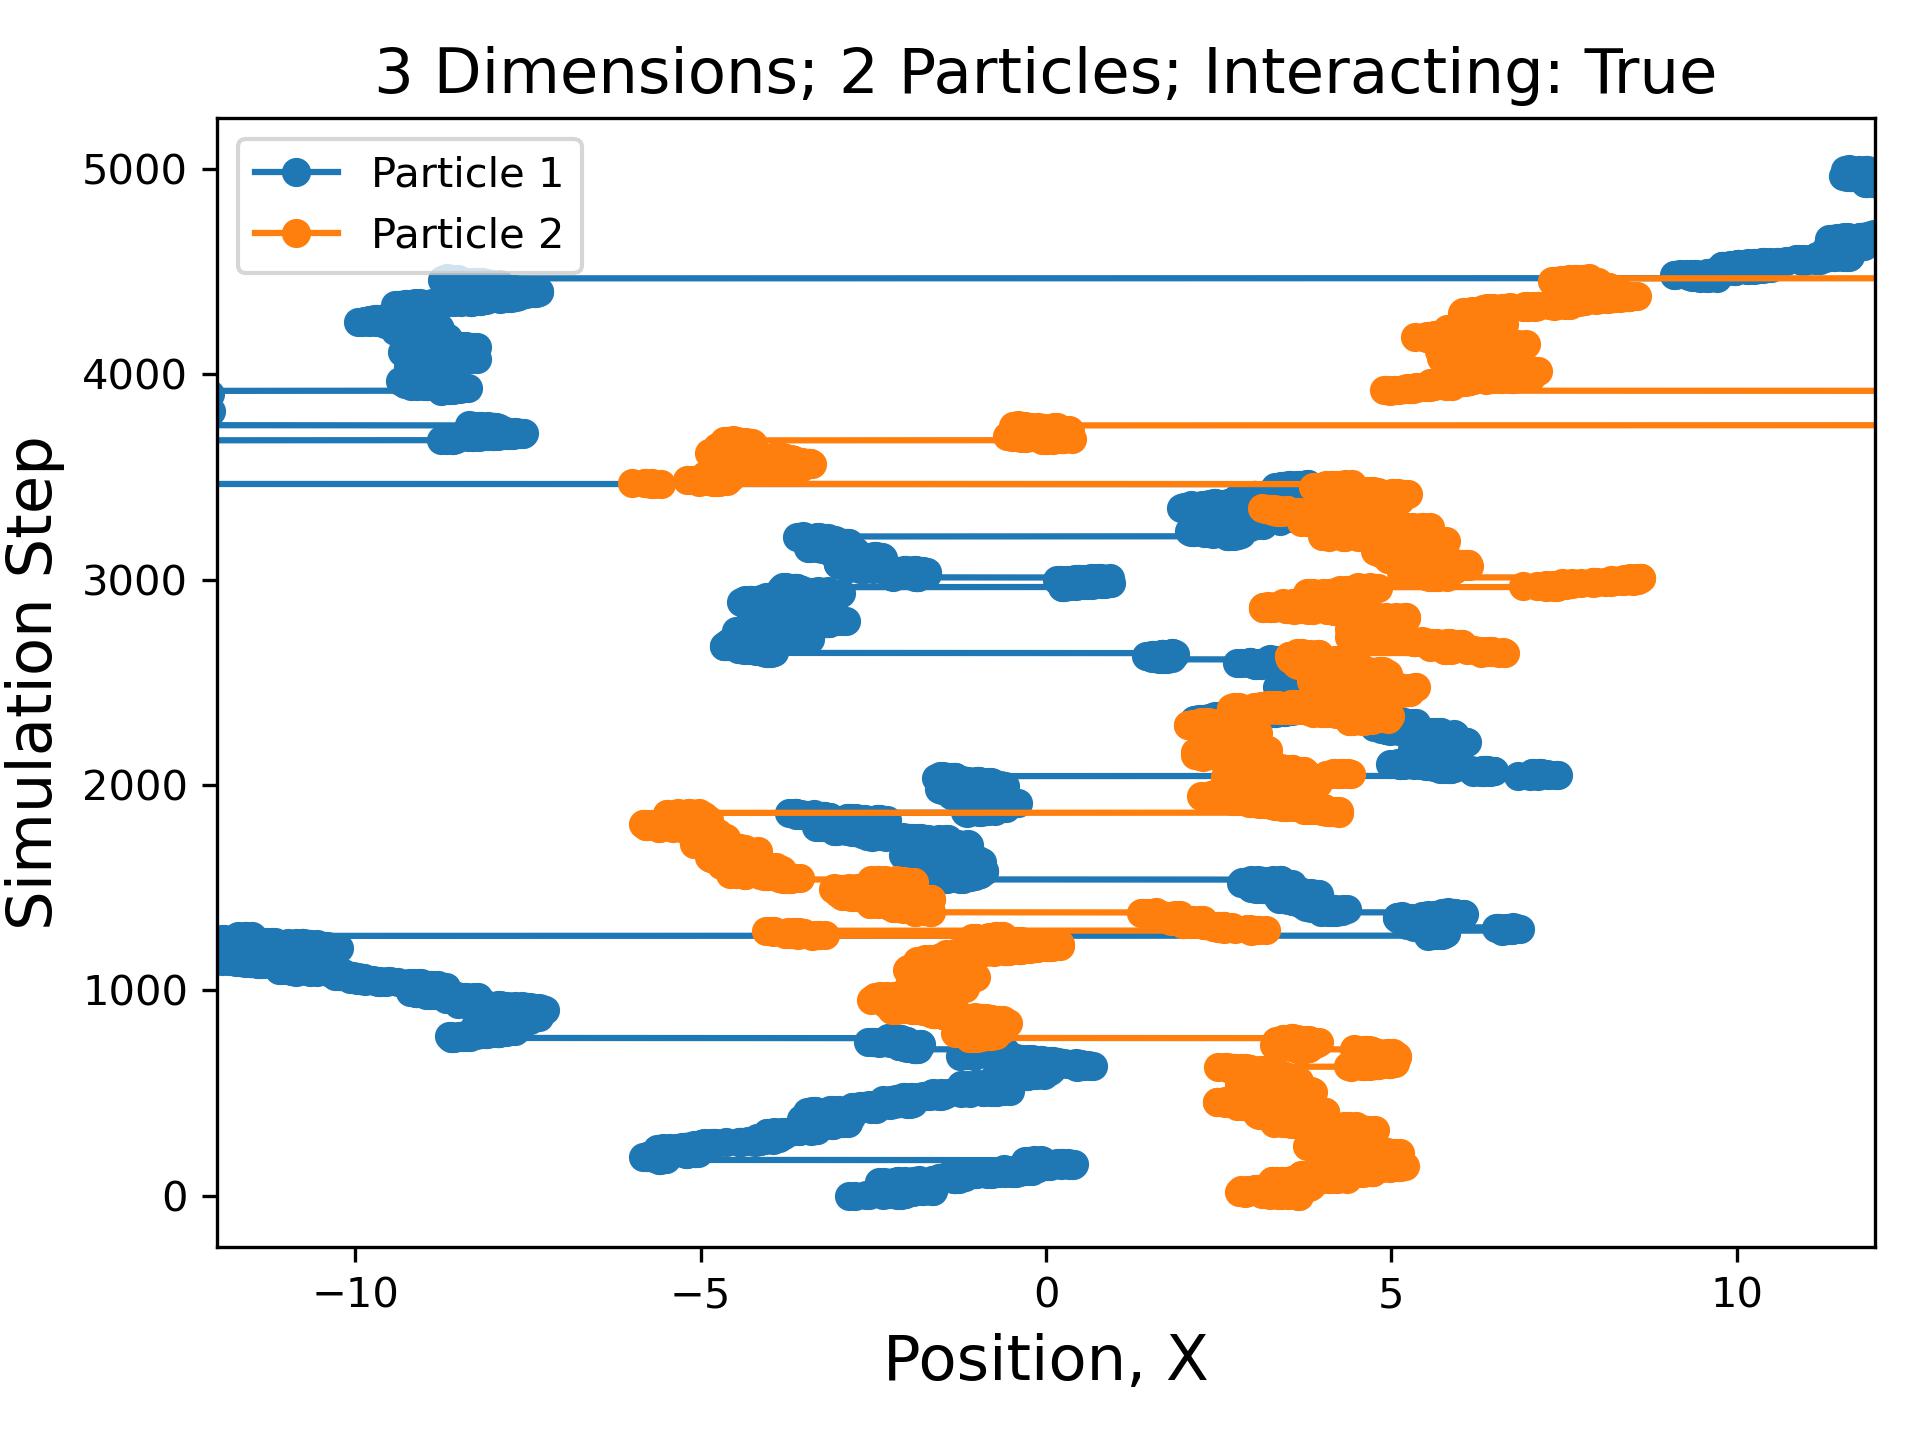 3 Dimensions; 2 Particles; Interacting: True
Particle 1
Particle 2
Simulation Step
5000
4000
3000
2000
1000
0
−10
−5
0
5
10
Position, X